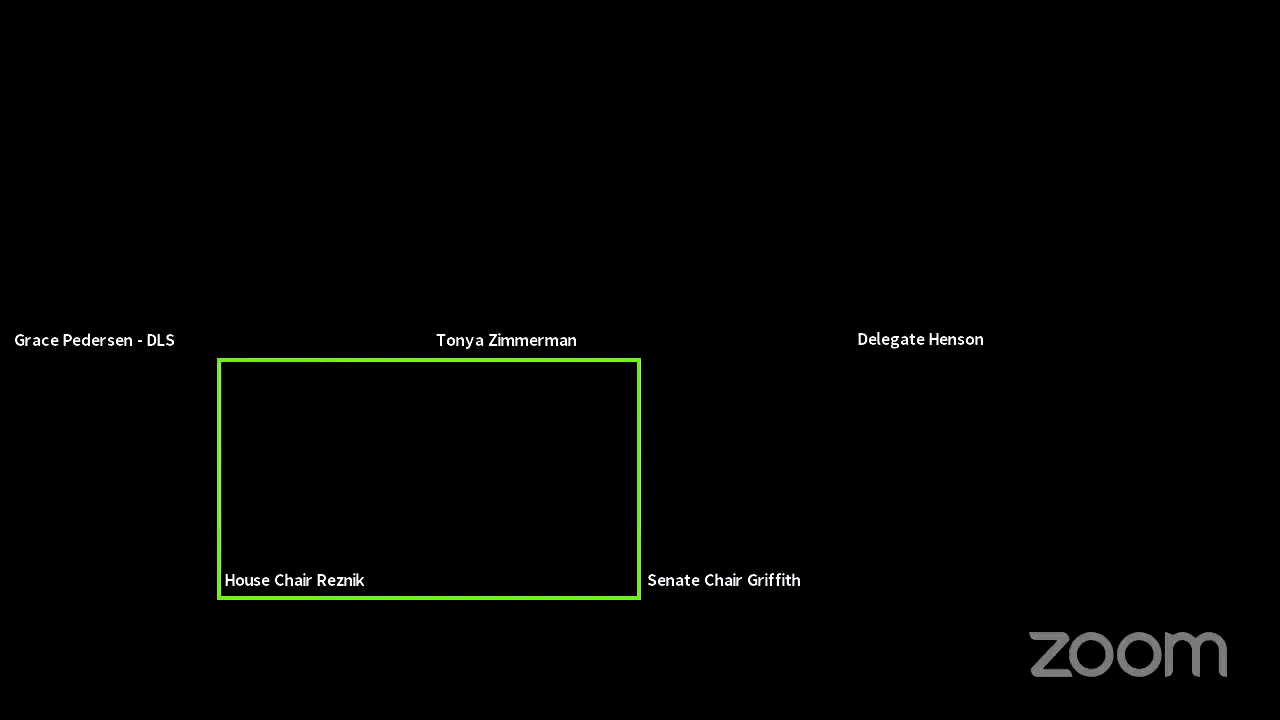 Grace Pedersen - DLS
Tonya Zimmerman
Delegate Henson
House Chair Reznik
Senate Chair Griffith
zoom